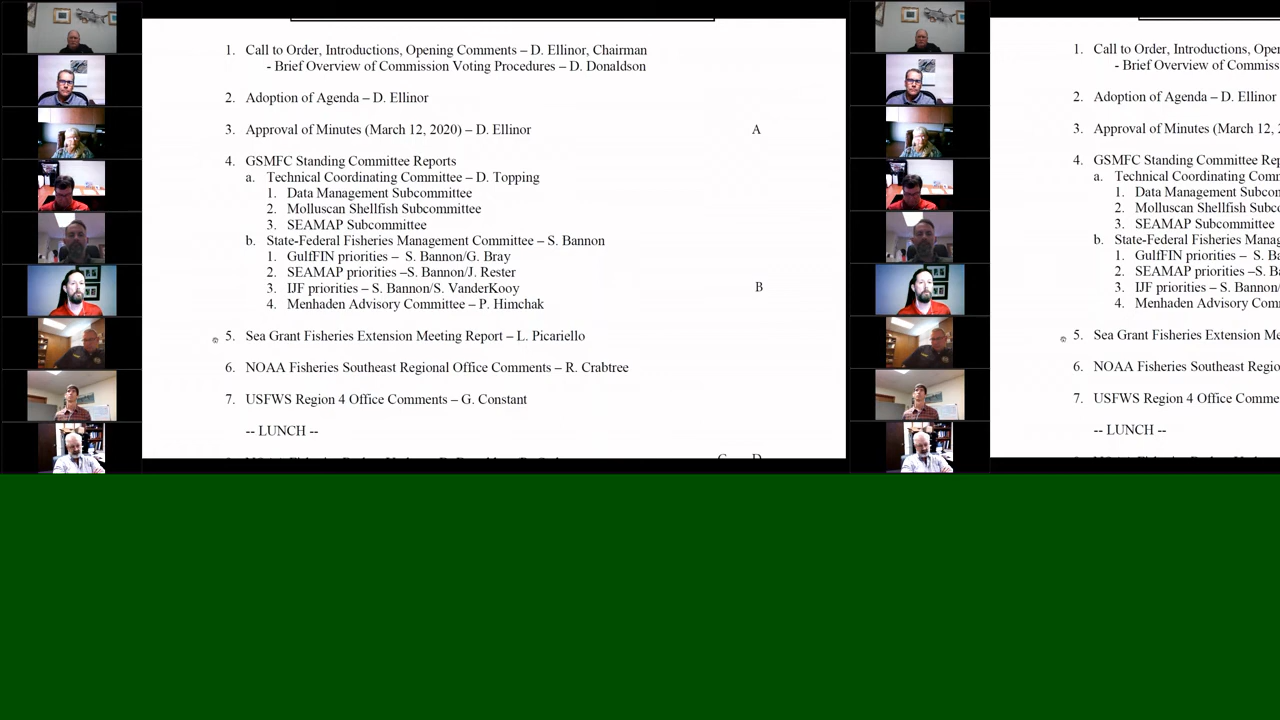 1. Call to Order, Introductions, Opening Comments – D. Ellinor, Chairman
- Brief Overview of Commission Voting Procedures – D. Donaldson
2. Adoption of Agenda – D. Ellinor
3. Approval of Minutes (March 12, 2020) – D. Ellinor A
4. GSMFC Standing Committee Reports
a. Technical Coordinating Committee – D. Topping
1. Data Management Subcommittee
2. Molluscan Shellfish Subcommittee
3. SEAMAP Subcommittee
b. State-Federal Fisheries Management Committee – S. Bannon
1. GulfFIN priorities – S. Bannon/G. Bray
2. SEAMAP priorities –S. Bannon/J. Rester
3. IJF priorities – S. Bannon/S. VanderKooy B
4. Menhaden Advisory Committee – P. Himchak
5. Sea Grant Fisheries Extension Meeting Report – L. Picariello
6. NOAA Fisheries Southeast Regional Office Comments – R. Crabtree
7. USFWS Region 4 Office Comments – G. Constant
-- LUNCH --
1. Call to Order, Introductions, Ope
- Brief Overview of Commiss
2. Adoption of Agenda – D. Ellinor
3. Approval of Minutes (March 12, 2
4. GSMFC Standing Committee Rep
a. Technical Coordinating Comm
1. Data Management Subcom
2. Molluscan Shellfish Subco
3. SEAMAP Subcommittee
b. State-Federal Fisheries Manag
1. GulfFIN priorities – S. Ba
2. SEAMAP priorities –S. B
3. IJF priorities – S. Bannon/
4. Menhaden Advisory Comm
5. Sea Grant Fisheries Extension Me
6. NOAA Fisheries Southeast Regio
7. USFWS Region 4 Office Comme
-- LUNCH --